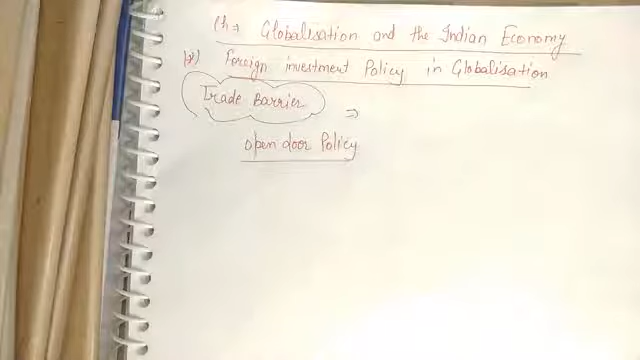 Ch → Globalisation and the Indian Economy
Foreign investment Policy in Globalisation
Trade Barrier ⇒
open door Policy